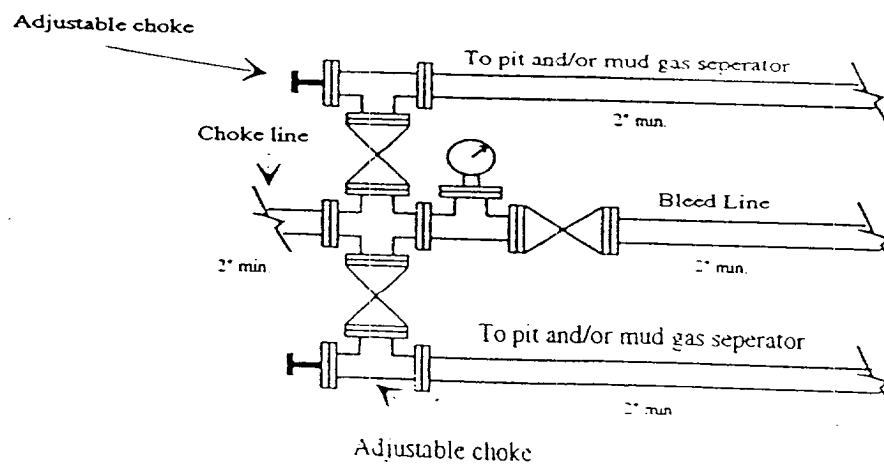 Adjustable choke
To pit and/or mud gas seperator
2" min.
Choke line
Bleed Line
2" min.
2" min.
To pit and/or mud gas seperator
2" min
Adjustable choke